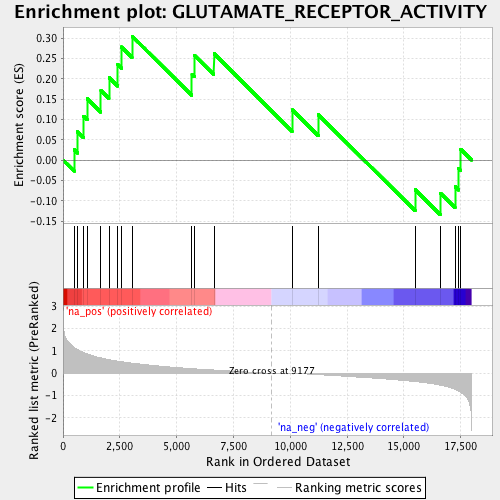 Enrichment plot: GLUTAMATE_RECEPTOR_ACTIVITY
Enrichment score (ES)
0.30
0.25
0.20
0.15
0.10
0.05
0.00
-0.05
-0.10
-0.15
'na_pos' (positively correlated)
Ranked list metric (PreRanked)
3
2
1
0
-1
-2
Zero cross at 9177
'na_neg' (negatively correlated)
0
2,500
5,000
7,500
10,000
12,500
15,000
17,500
Rank in Ordered Dataset
Enrichment profile
Hits
Ranking metric scores